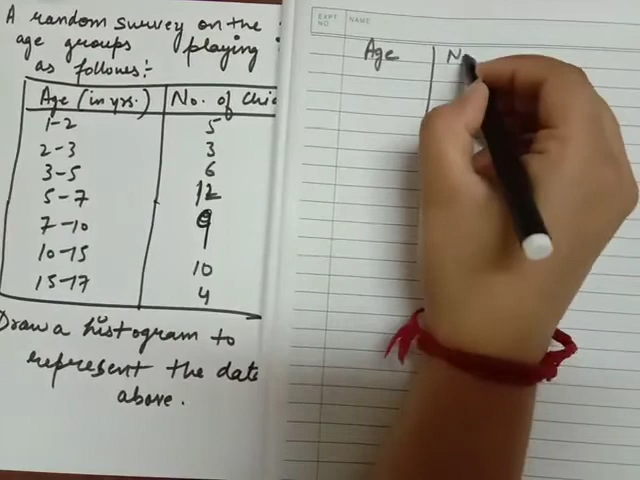 A random survey on the
age groups playing
as follows:-
Age (in yrs.) No. of Chi
1-2 5
2-3 3
3-5 6
5-7 12
7-10 9
10-15 10
15-17 4
Draw a histogram to
represent the data
above.
EXPT NO. NAME
Age N